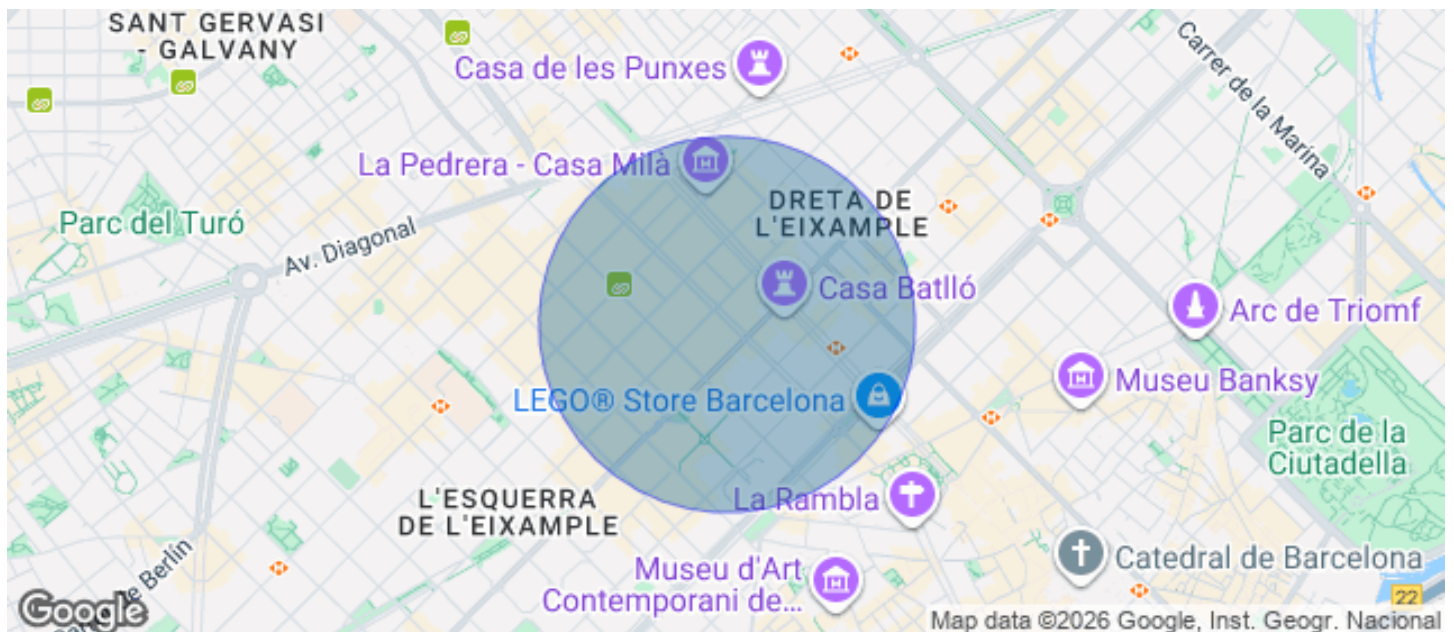 SANT GERVASI
- GALVANY
Casa de les Punxes
Carrer de la Marina
La Pedrera - Casa Milà
DRETA DE
L'EIXAMPLE
Parc del Turó
Av. Diagonal
Casa Batlló
Arc de Triomf
Museu Banksy
LEGO® Store Barcelona
Parc de la
Ciutadella
L'ESQUERRA
DE L'EIXAMPLE
La Rambla
Catedral de Barcelona
Museu d'Art
Contemporani de...
de Berlín
22
Google
Map data ©2026 Google, Inst. Geogr. Nacional